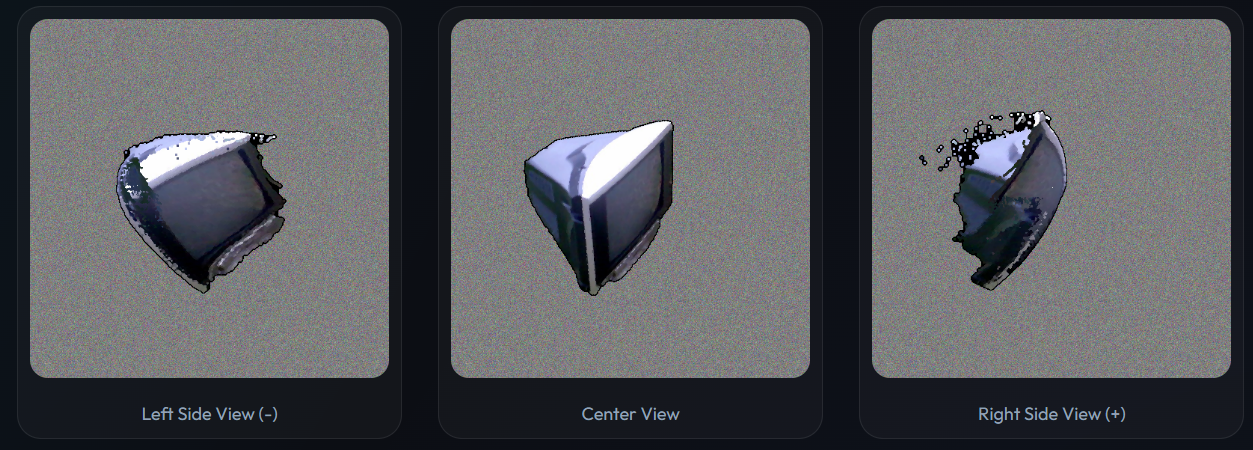 Left Side View (-)
Center View
Right Side View (+)